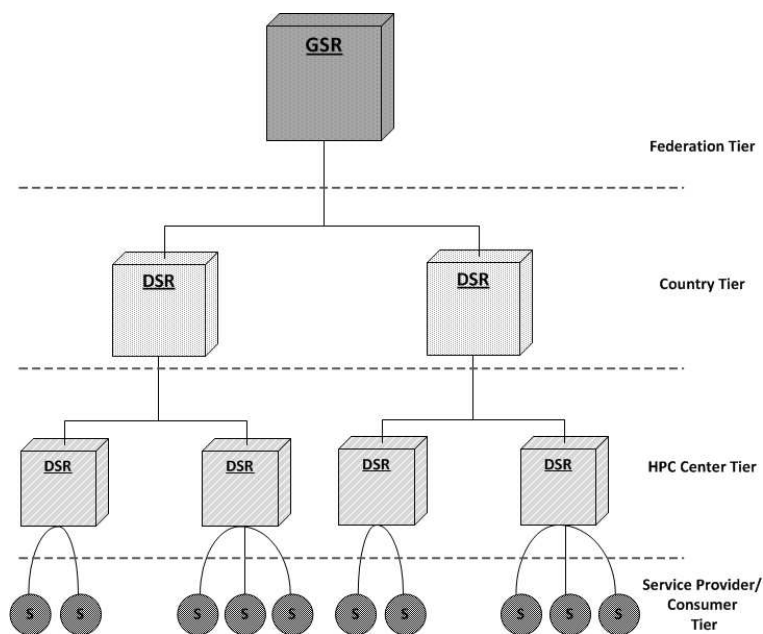 GSR
Federation Tier
DSR
DSR
Country Tier
DSR
DSR
DSR
DSR
HPC Center Tier
S
S
S
S
S
S
S
S
S
S
Service Provider/
Consumer
Tier